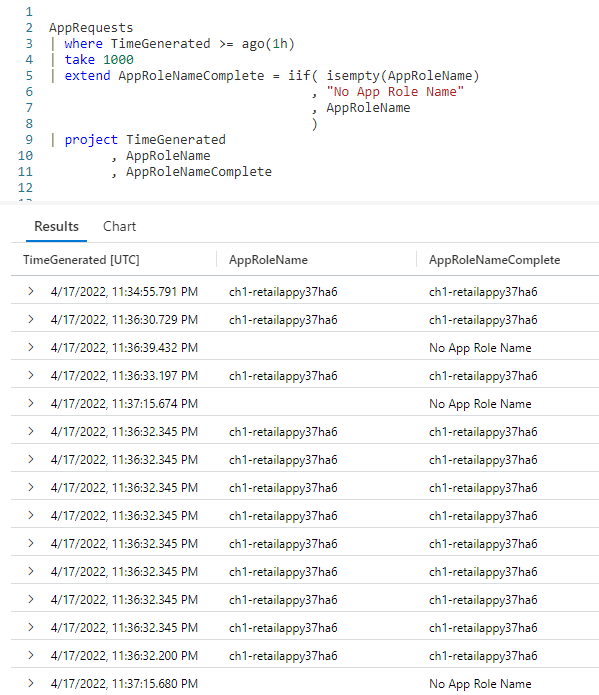 1
2 AppRequests
3 | where TimeGenerated >= ago(1h)
4 | take 1000
5 | extend AppRoleNameComplete = iif( isempty(AppRoleName)
6 , "No App Role Name"
7 , AppRoleName
8 )
9 | project TimeGenerated
10 , AppRoleName
11 , AppRoleNameComplete
12
Results Chart
TimeGenerated [UTC] AppRoleName AppRoleNameComplete
4/17/2022, 11:34:55.791 PM ch1-retailappy37ha6 ch1-retailappy37ha6
4/17/2022, 11:36:30.729 PM ch1-retailappy37ha6 ch1-retailappy37ha6
4/17/2022, 11:36:39.432 PM No App Role Name
4/17/2022, 11:36:33.197 PM ch1-retailappy37ha6 ch1-retailappy37ha6
4/17/2022, 11:37:15.674 PM No App Role Name
4/17/2022, 11:36:32.345 PM ch1-retailappy37ha6 ch1-retailappy37ha6
4/17/2022, 11:36:32.345 PM ch1-retailappy37ha6 ch1-retailappy37ha6
4/17/2022, 11:36:32.345 PM ch1-retailappy37ha6 ch1-retailappy37ha6
4/17/2022, 11:36:32.345 PM ch1-retailappy37ha6 ch1-retailappy37ha6
4/17/2022, 11:36:32.345 PM ch1-retailappy37ha6 ch1-retailappy37ha6
4/17/2022, 11:36:32.345 PM ch1-retailappy37ha6 ch1-retailappy37ha6
4/17/2022, 11:36:32.345 PM ch1-retailappy37ha6 ch1-retailappy37ha6
4/17/2022, 11:36:32.345 PM ch1-retailappy37ha6 ch1-retailappy37ha6
4/17/2022, 11:36:32.200 PM ch1-retailappy37ha6 ch1-retailappy37ha6
4/17/2022, 11:37:15.680 PM No App Role Name